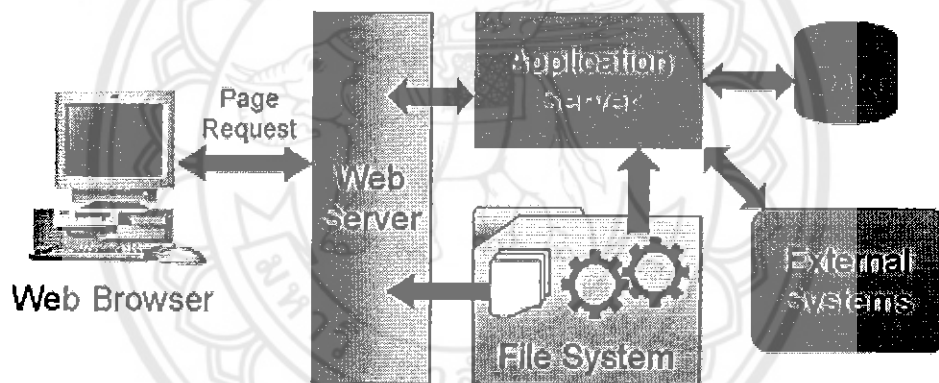 Page
Request
Web Browser
Web
Server
Application
Server
File System
External
Systems